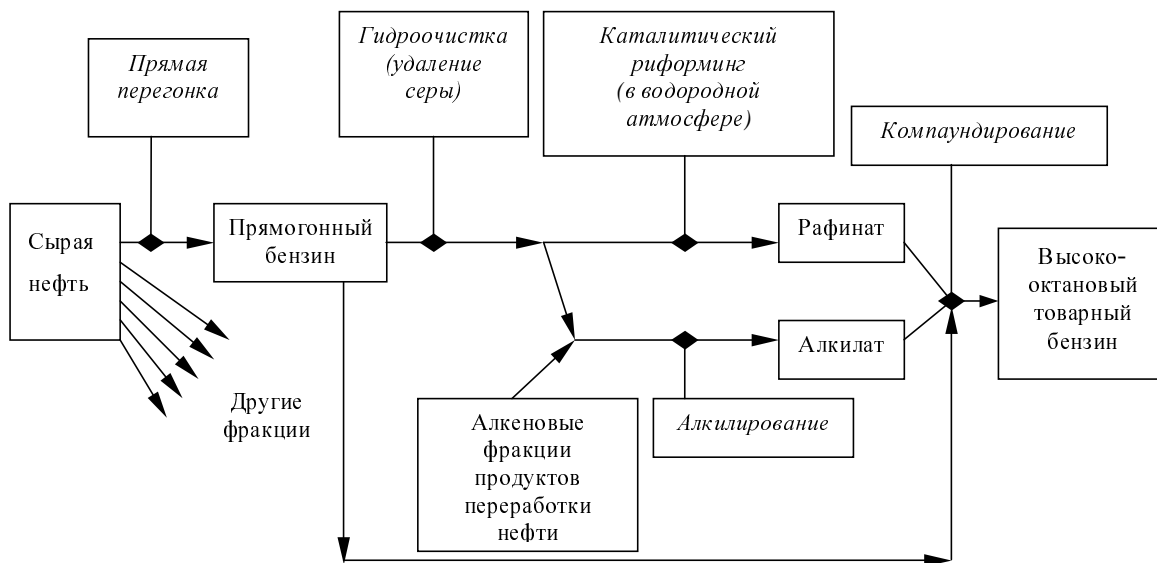 Прямая
перегонка
Гидроочистка
(удаление
серы)
Каталитический
риформинг
(в водородной
атмосфере)
Компаундирование
Сырая
нефть
Прямогонный
бензин
Рафинат
Высоко-
октановый
товарный
бензин
Алкилат
Другие
фракции
Алкеновые
фракции
продуктов
переработки
нефти
Алкилирование